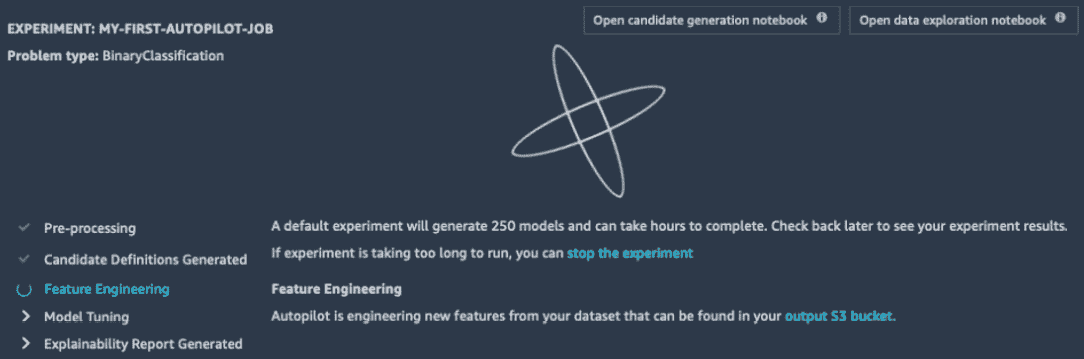 EXPERIMENT: MY-FIRST-AUTOPILOT-JOB
Open candidate generation notebook
Open data exploration notebook
Problem type: BinaryClassification
Pre-processing
Candidate Definitions Generated
Feature Engineering
Model Tuning
Explainability Report Generated
A default experiment will generate 250 models and can take hours to complete. Check back later to see your experiment results.
If experiment is taking too long to run, you can stop the experiment
Feature Engineering
Autopilot is engineering new features from your dataset that can be found in your output S3 bucket.